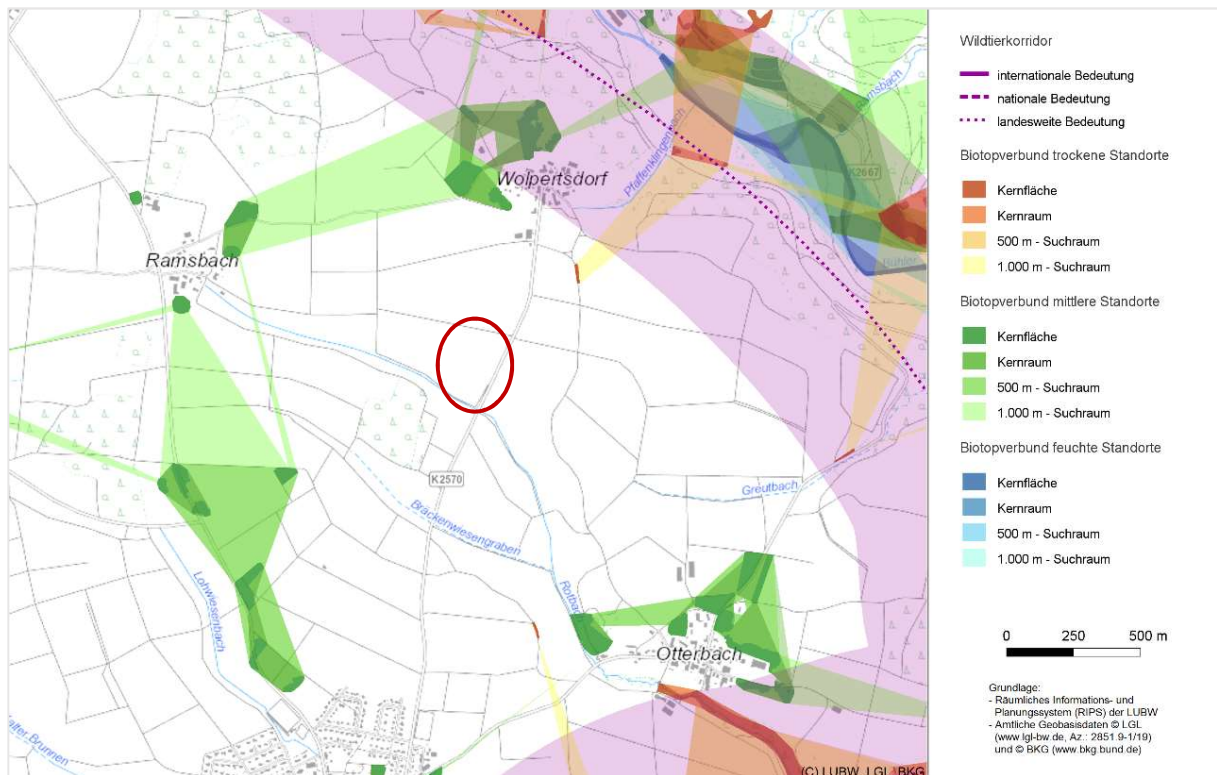 Wolpertsdorf
Pfaffenklingenbach
Ramsbach
K2667
Bühler
Ramsbach
K2570
Greutbach
Brackenwiesengraben
Lohwiesenbach
Rotbach
Otterbach
(C) LUBW, LGL, BKG
Wildtierkorridor
internationale Bedeutung
nationale Bedeutung
landesweite Bedeutung
Biotopverbund trockene Standorte
Kernfläche
Kernraum
500 m - Suchraum
1.000 m - Suchraum
Biotopverbund mittlere Standorte
Kernfläche
Kernraum
500 m - Suchraum
1.000 m - Suchraum
Biotopverbund feuchte Standorte
Kernfläche
Kernraum
500 m - Suchraum
1.000 m - Suchraum
0 250 500 m
Grundlage:
- Räumliches Informations- und
Planungssystem (RIPS) der LUBW
- Amtliche Geobasisdaten © LGL
(www.lgl-bw.de, Az.: 2851.9-1/19)
und © BKG (www.bkg.bund.de)